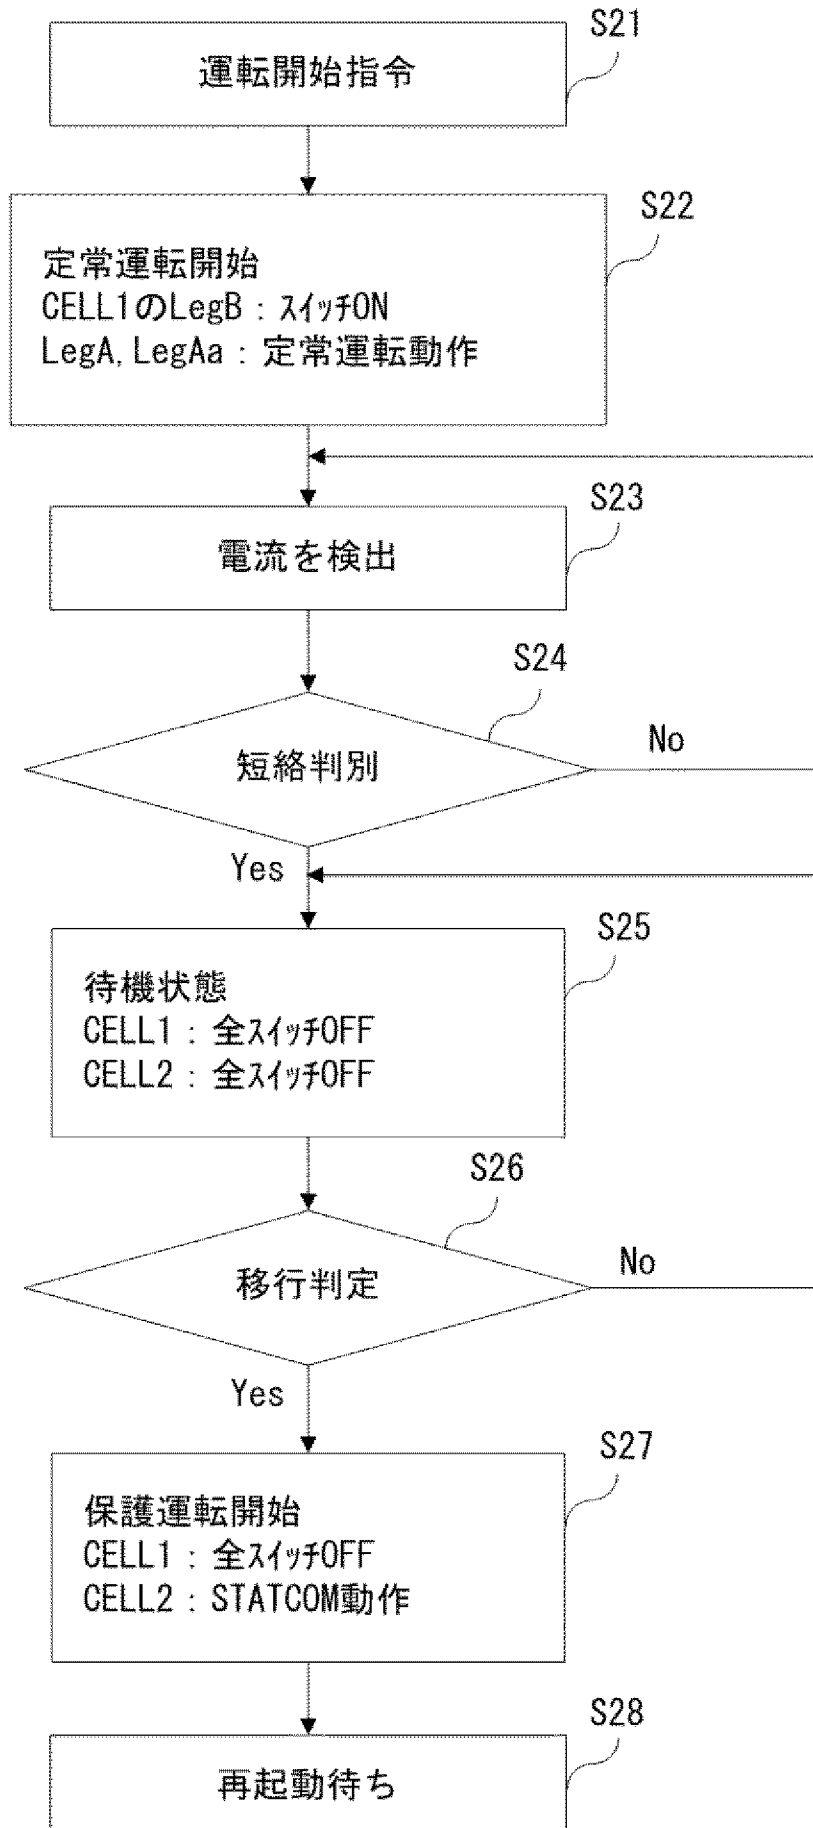 S21
運転開始指令
S22
定常運転開始
CELL1のLegB：ｽｲｯﾁON
LegA, LegAa：定常運転動作
S23
電流を検出
S24
短絡判別
No
Yes
S25
待機状態
CELL1：全ｽｲｯﾁOFF
CELL2：全ｽｲｯﾁOFF
S26
移行判定
No
Yes
S27
保護運転開始
CELL1：全ｽｲｯﾁOFF
CELL2：STATCOM動作
S28
再起動待ち